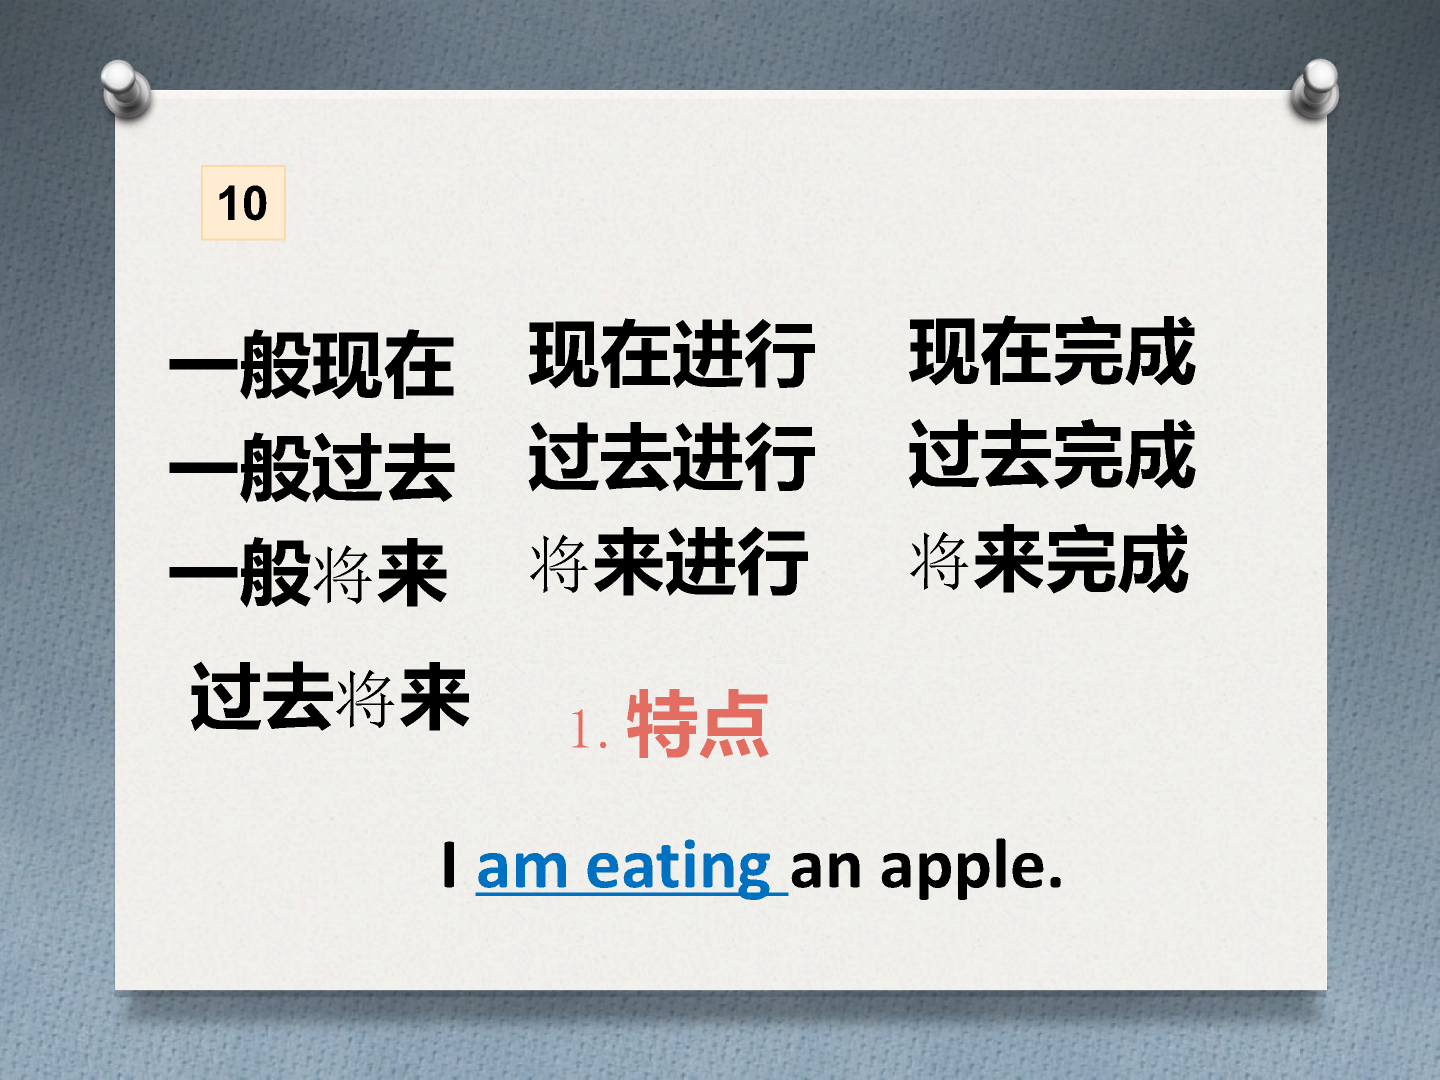 10
一般现在
一般过去
一般将来
过去将来
现在进行
过去进行
将来进行
现在完成
过去完成
将来完成
1.特点
I am eating an apple.